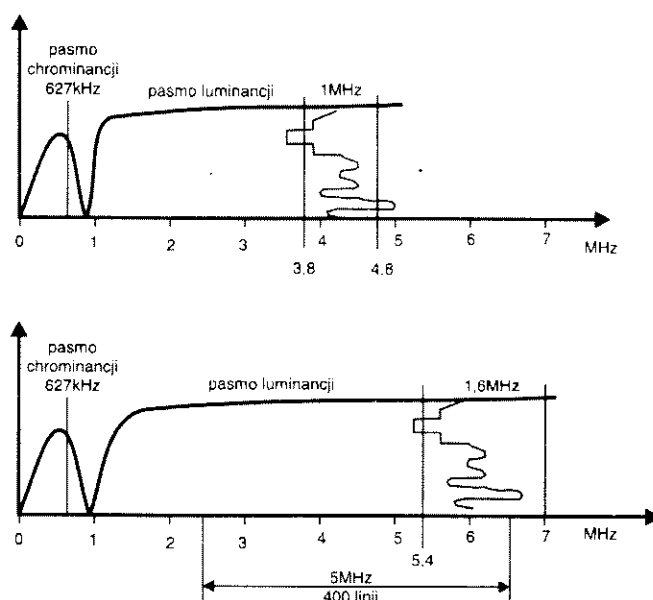 pasmo
chrominancji
627kHz
pasmo luminancji
1MHz
0 1 2 3 4 5 6 7
MHz
3.8 4.8
pasmo
chrominancji
627kHz
pasmo luminancji
1,6MHz
0 1 2 3 4 5 6 7
MHz
5.4
5MHz
400 linii